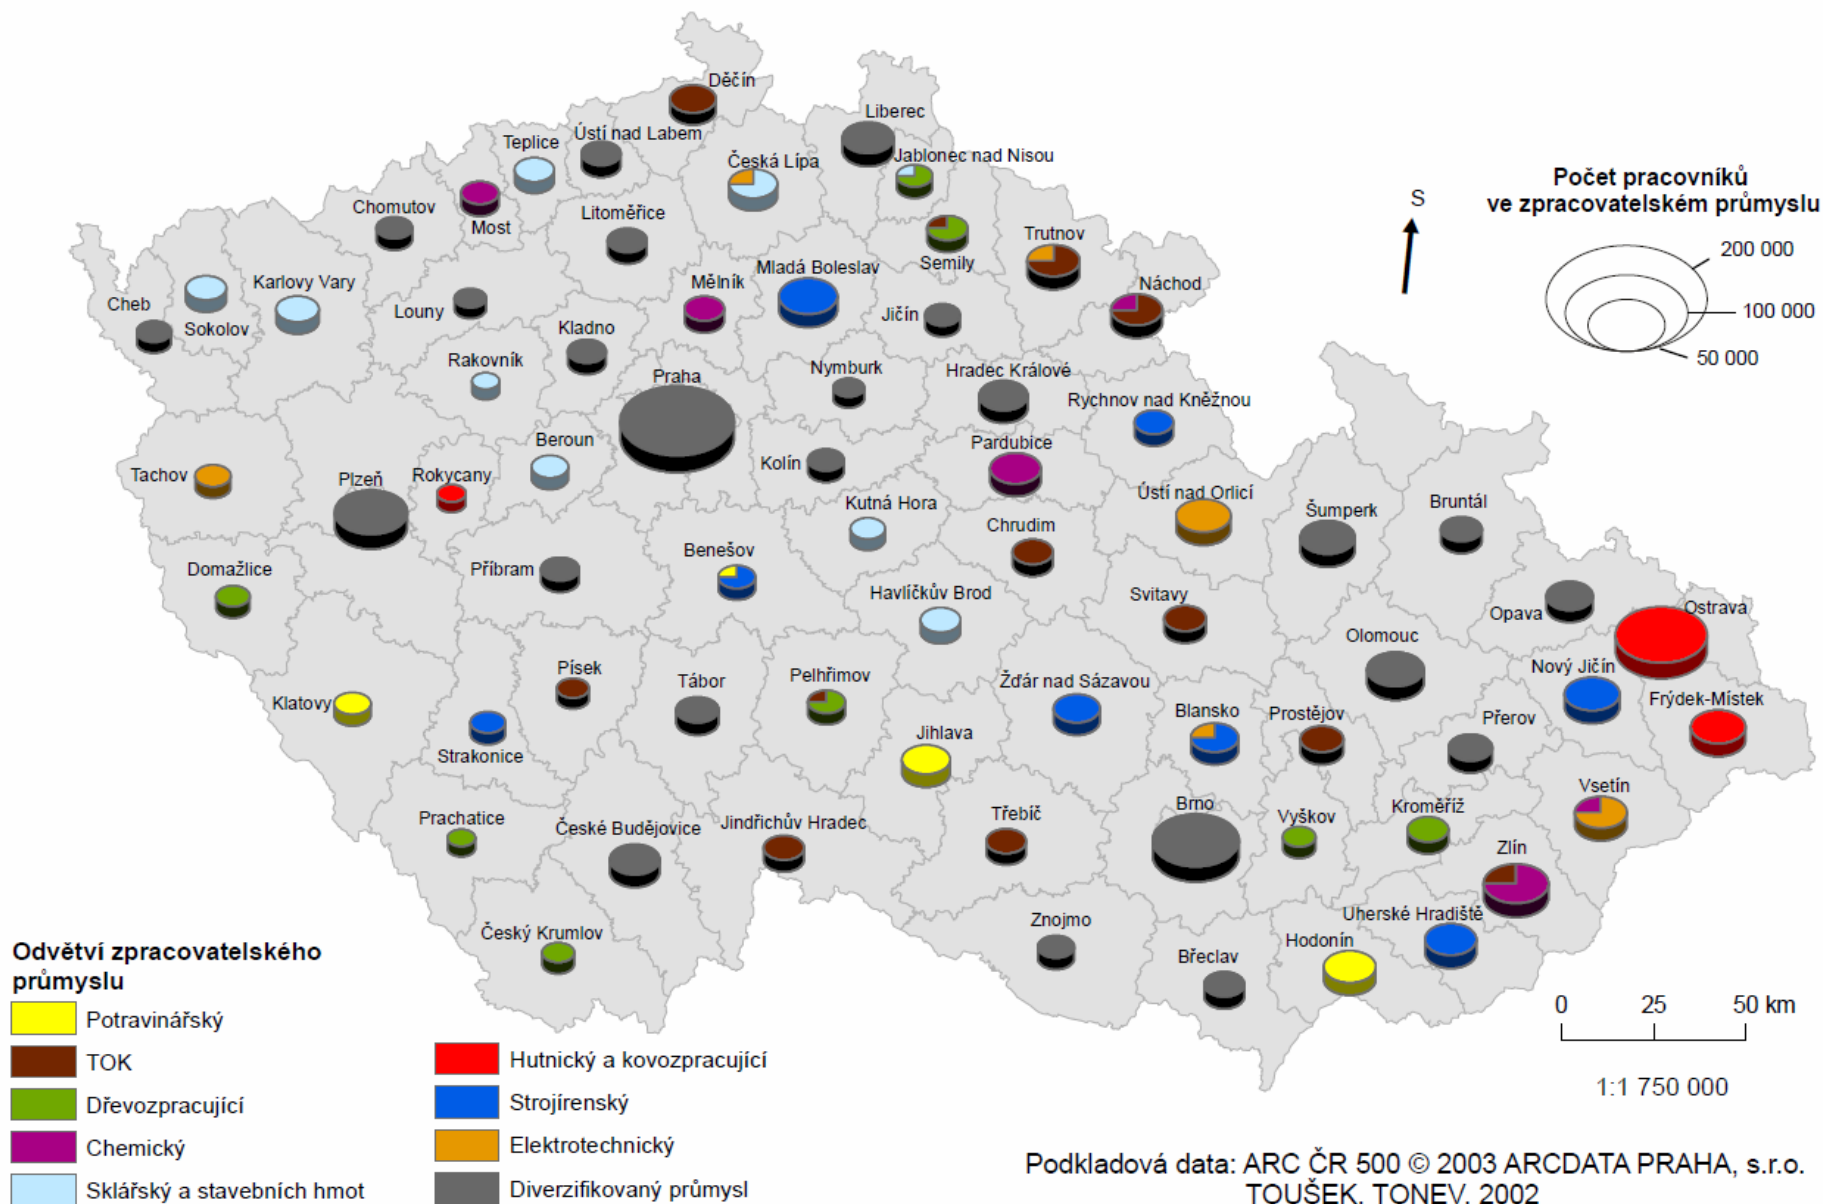 Děčín
Liberec
Ústí nad Labem
Teplice
Jablonec nad Nisou
Česká Lípa
Chomutov
Most
Litoměřice
Semily
Trutnov
Náchod
Mělník
Mladá Boleslav
Karlovy Vary
Cheb
Sokolov
Louny
Jičín
Kladno
Rakovník
Praha
Nymburk
Hradec Králové
Rychnov nad Kněžnou
Beroun
Pardubice
Kolín
Tachov
Plzeň
Rokycany
Kutná Hora
Ústí nad Orlicí
Šumperk
Bruntál
Chrudim
Benešov
Příbram
Domažlice
Havlíčkův Brod
Svitavy
Opava
Ostrava
Olomouc
Nový Jičín
Písek
Tábor
Pelhřimov
Žďár nad Sázavou
Klatovy
Blansko
Prostějov
Přerov
Frýdek-Místek
Strakonice
Jihlava
Vsetín
Prachatice
České Budějovice
Jindřichův Hradec
Třebíč
Brno
Vyškov
Kroměříž
Zlín
Český Krumlov
Znojmo
Uherské Hradiště
Hodonín
Břeclav
S
Počet pracovníků
ve zpracovatelském průmyslu
200 000
100 000
50 000
Odvětví zpracovatelského
průmyslu
Potravinářský
TOK
Dřevozpracující
Chemický
Sklářský a stavebních hmot
Hutnický a kovozpracující
Strojírenský
Elektrotechnický
Diverzifikovaný průmysl
0 25 50 km
1:1 750 000
Podkladová data: ARC ČR 500 © 2003 ARCDATA PRAHA, s.r.o.
TOUŠEK, TONEV, 2002